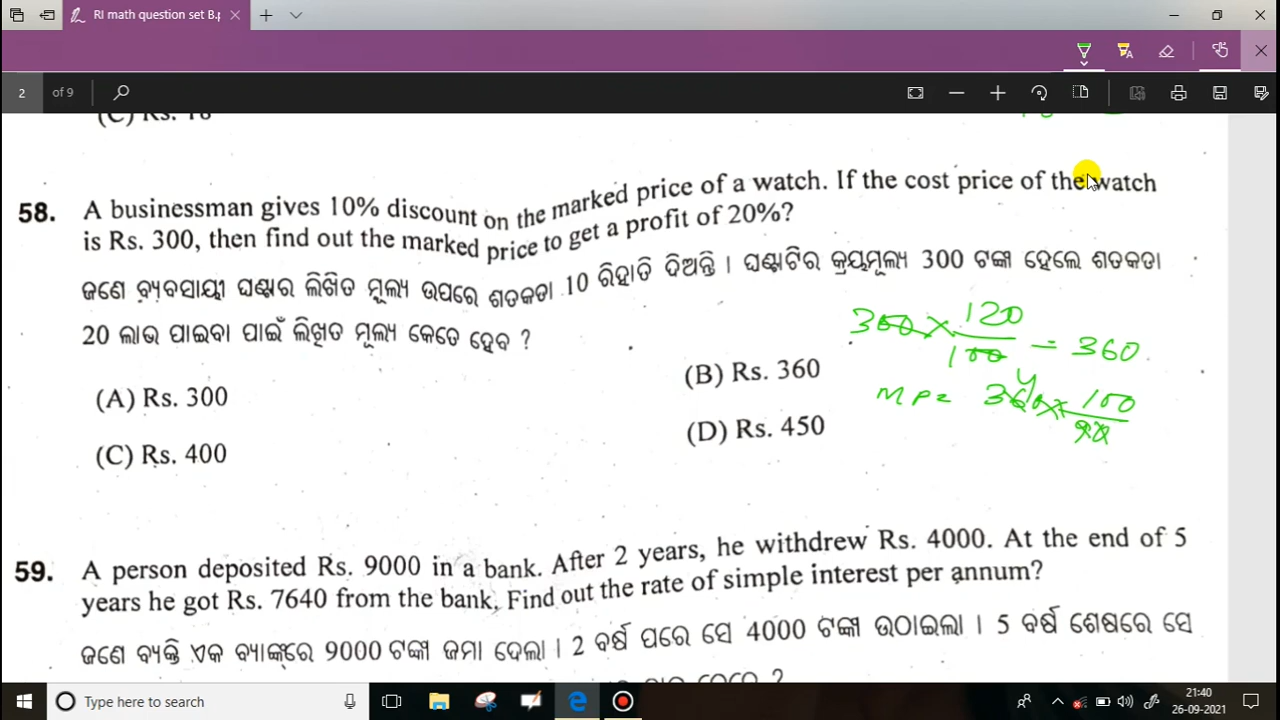 RI math question set B.p
2 of 9
(C) Rs. 18
58. A businessman gives 10% discount on the marked price of a watch. If the cost price of the watch
is Rs. 300, then find out the marked price to get a profit of 20%?
ଜଣେ ବ୍ୟବସାୟୀ ଘଣ୍ଟାର ଲିଖିତ ମୂଲ୍ୟ ଉପରେ ଶତକଡା 10 ରିହାତି ଦିଅନ୍ତି । ଘଣ୍ଟାଟିର କ୍ରୟମୂଲ୍ୟ 300 ଟଙ୍କା ହେଲେ ଶତକଡା
20 ଲାଭ ପାଇବା ପାଇଁ ଲିଖିତ ମୂଲ୍ୟ କେତେ ହେବ ?
300 × 120/100 = 360
MP= 360 × 100/90
4
(A) Rs. 300
(B) Rs. 360
(C) Rs. 400
(D) Rs. 450
59. A person deposited Rs. 9000 in a bank. After 2 years, he withdrew Rs. 4000. At the end of 5
years he got Rs. 7640 from the bank. Find out the rate of simple interest per annum?
ଜଣେ ବ୍ୟକ୍ତି ଏକ ବ୍ୟାଙ୍କରେ 9000 ଟଙ୍କା ଜମା ଦେଲା । 2 ବର୍ଷ ପରେ ସେ 4000 ଟଙ୍କା ଉଠାଇଲା । 5 ବର୍ଷ ଶେଷରେ ସେ
Type here to search
21:40
26-09-2021